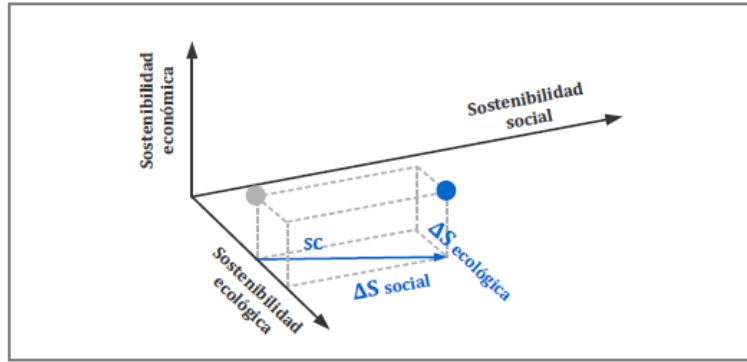 Sostenibilidad
económica
Sostenibilidad
social
SC
ΔS ecológica
ΔS social
Sostenibilidad
ecológica